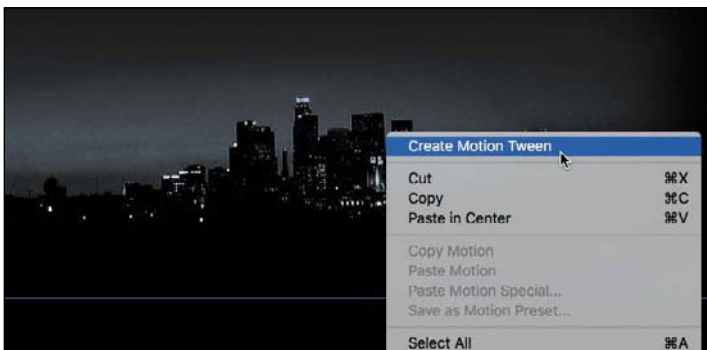 Create Motion Tween
Cut ⌘X
Copy ⌘C
Paste in Center ⌘V
Copy Motion
Paste Motion
Paste Motion Special...
Save as Motion Preset...
Select All ⌘A